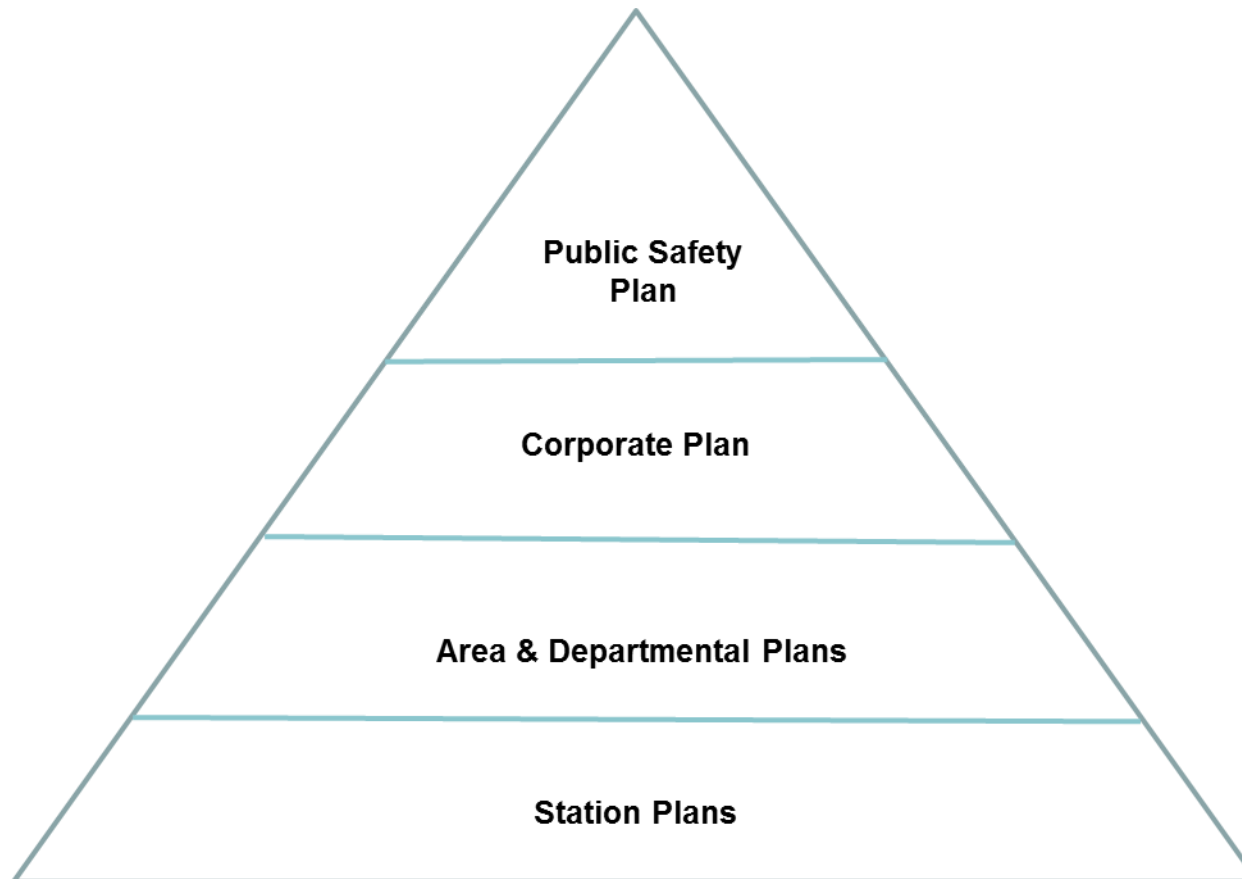 Public Safety
Plan
Corporate Plan
Area & Departmental Plans
Station Plans